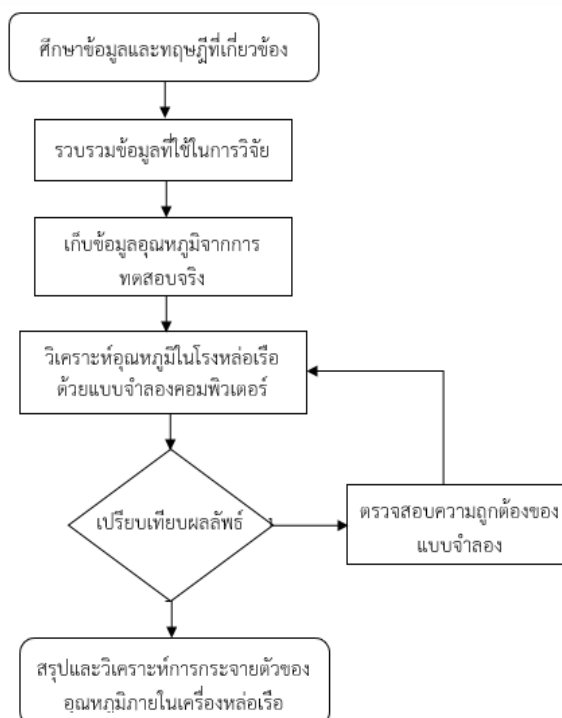 ศึกษาข้อมูลและทฤษฎีที่เกี่ยวข้อง
รวบรวมข้อมูลที่ใช้ในการวิจัย
เก็บข้อมูลอุณหภูมิจากการ
ทดสอบจริง
วิเคราะห์อุณหภูมิในโรงหล่อเรือ
ด้วยแบบจำลองคอมพิวเตอร์
เปรียบเทียบผลลัพธ์
ตรวจสอบความถูกต้องของ
แบบจำลอง
สรุปและวิเคราะห์การกระจายตัวของ
อุณหภูมิภายในเครื่องหล่อเรือ